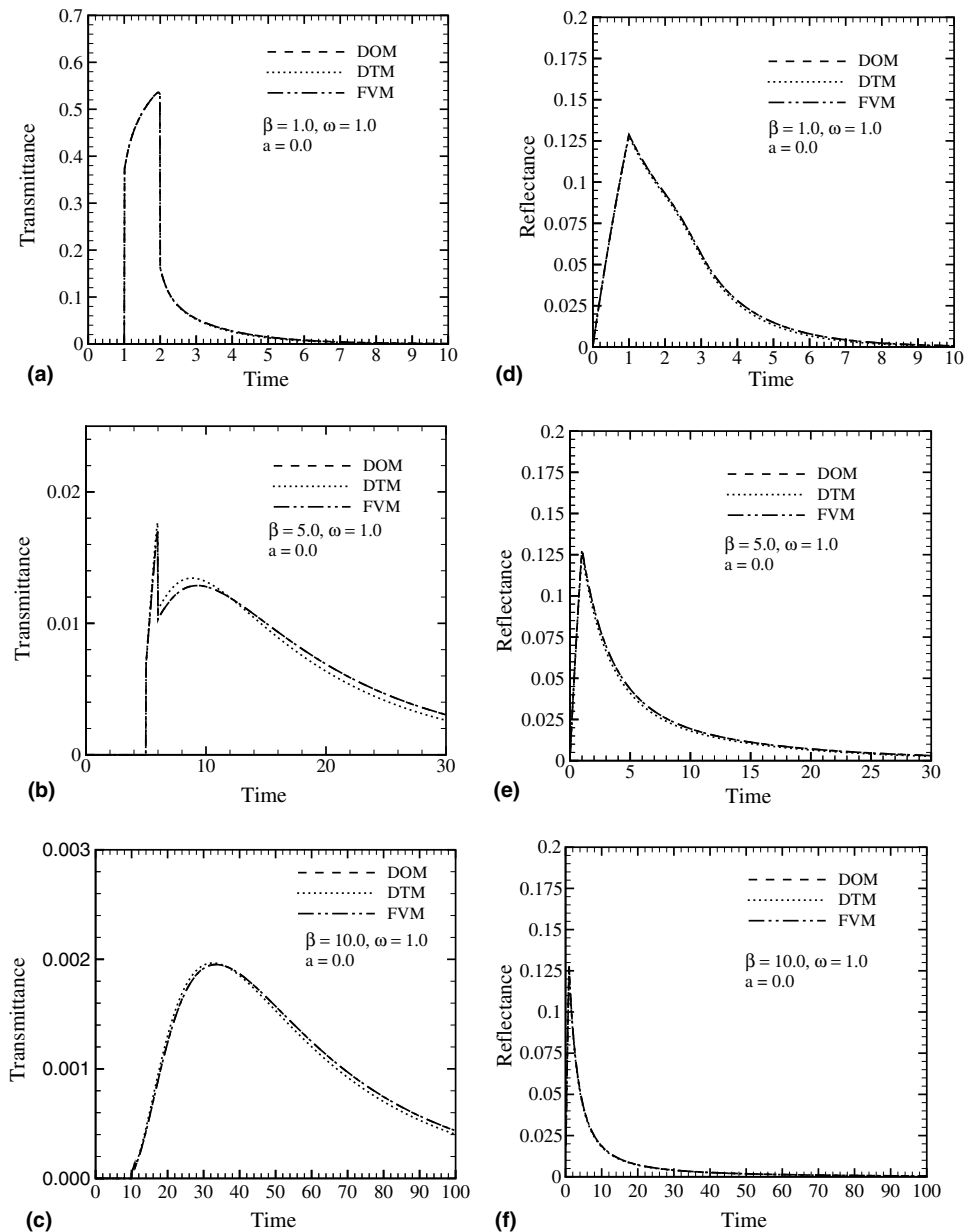 0.7
0.6
0.5
0.4
0.3
0.2
0.1
0
Transmittance
DOM
DTM
FVM
β = 1.0, ω = 1.0
a = 0.0
0 1 2 3 4 5 6 7 8 9 10
Time
(a)
0.2
0.175
0.15
0.125
0.1
0.075
0.05
0.025
0
Reflectance
DOM
DTM
FVM
β = 1.0, ω = 1.0
a = 0.0
0 1 2 3 4 5 6 7 8 9 10
Time
(d)
0.02
0.01
0
Transmittance
DOM
DTM
FVM
β = 5.0, ω = 1.0
a = 0.0
0 10 20 30
Time
(b)
0.2
0.175
0.15
0.125
0.1
0.075
0.05
0.025
0
Reflectance
DOM
DTM
FVM
β = 5.0, ω = 1.0
a = 0.0
0 5 10 15 20 25 30
Time
(e)
0.003
0.002
0.001
0.000
Transmittance
DOM
DTM
FVM
β = 10.0, ω = 1.0
a = 0.0
0 10 20 30 40 50 60 70 80 90 100
Time
(c)
0.2
0.175
0.15
0.125
0.1
0.075
0.05
0.025
0
Reflectance
DOM
DTM
FVM
β = 10.0, ω = 1.0
a = 0.0
0 10 20 30 40 50 60 70 80 90 100
Time
(f)